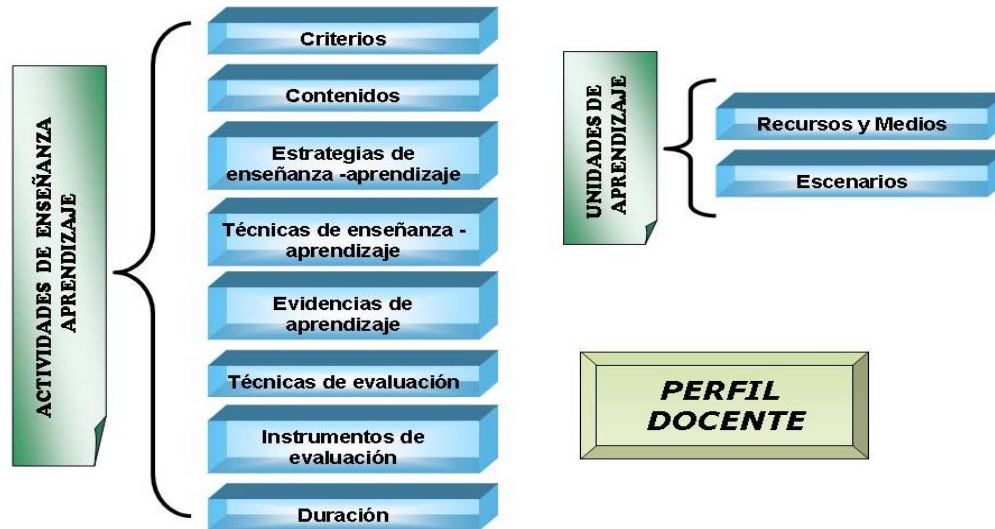 ACTIVIDADES DE ENSEÑANZA
APRENDIZAJE
Criterios
Contenidos
Estrategias de
enseñanza -aprendizaje
Técnicas de enseñanza -
aprendizaje
Evidencias de
aprendizaje
Técnicas de evaluación
Instrumentos de
evaluación
Duración
UNIDADES DE
APRENDIZAJE
Recursos y Medios
Escenarios
PERFIL
DOCENTE